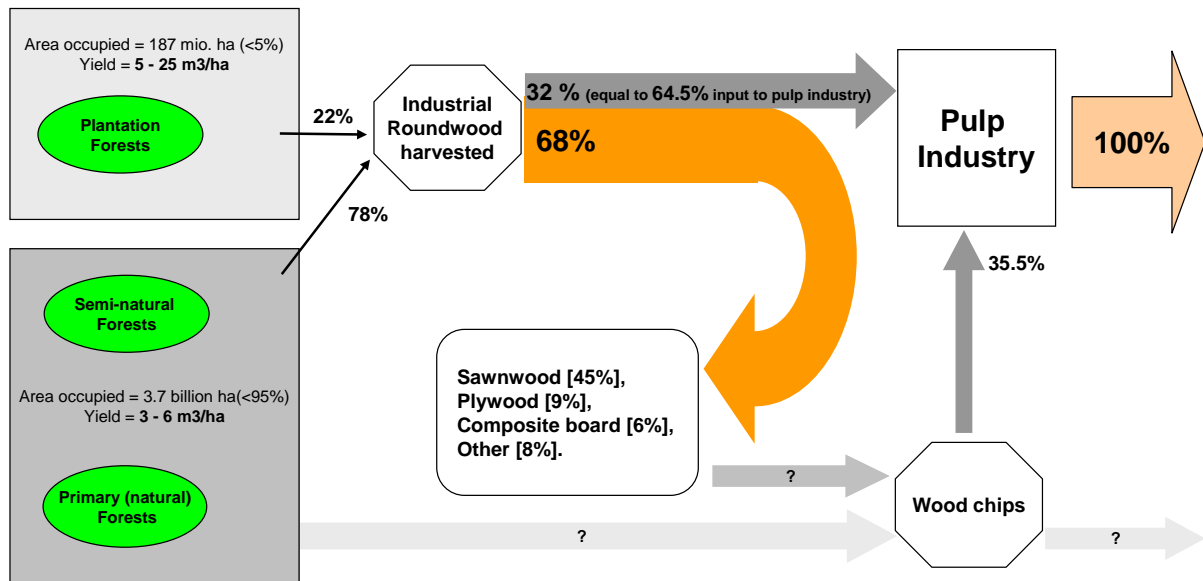 Area occupied = 187 mio. ha (<5%)
Yield = 5 - 25 m3/ha
Plantation
Forests
22%
78%
Industrial
Roundwood
harvested
32 % (equal to 64.5% input to pulp industry)
68%
Pulp
Industry
100%
35.5%
Semi-natural
Forests
Area occupied = 3.7 billion ha(<95%)
Yield = 3 - 6 m3/ha
Primary (natural)
Forests
Sawnwood [45%],
Plywood [9%],
Composite board [6%],
Other [8%].
?
?
Wood chips
?